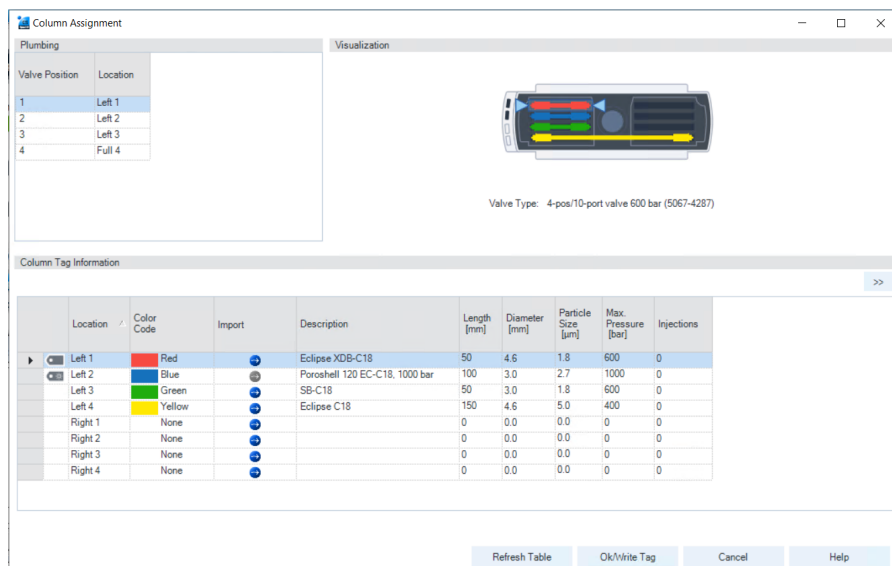 Column Assignment
Plumbing
Visualization
Valve Position Location
1 Left 1
2 Left 2
3 Left 3
4 Full 4
Valve Type: 4-pos/10-port valve 600 bar (5067-4287)
Column Tag Information
>>
Location Color Code Import Description Length [mm] Diameter [mm] Particle Size [µm] Max. Pressure [bar] Injections
Left 1 Red Eclipse XDB-C18 50 4.6 1.8 600 0
Left 2 Blue Poroshell 120 EC-C18, 1000 bar 100 3.0 2.7 1000 0
Left 3 Green SB-C18 50 3.0 1.8 600 0
Left 4 Yellow Eclipse C18 150 4.6 5.0 400 0
Right 1 None 0 0.0 0.0 0 0
Right 2 None 0 0.0 0.0 0 0
Right 3 None 0 0.0 0.0 0 0
Right 4 None 0 0.0 0.0 0 0
Refresh Table Ok/Write Tag Cancel Help